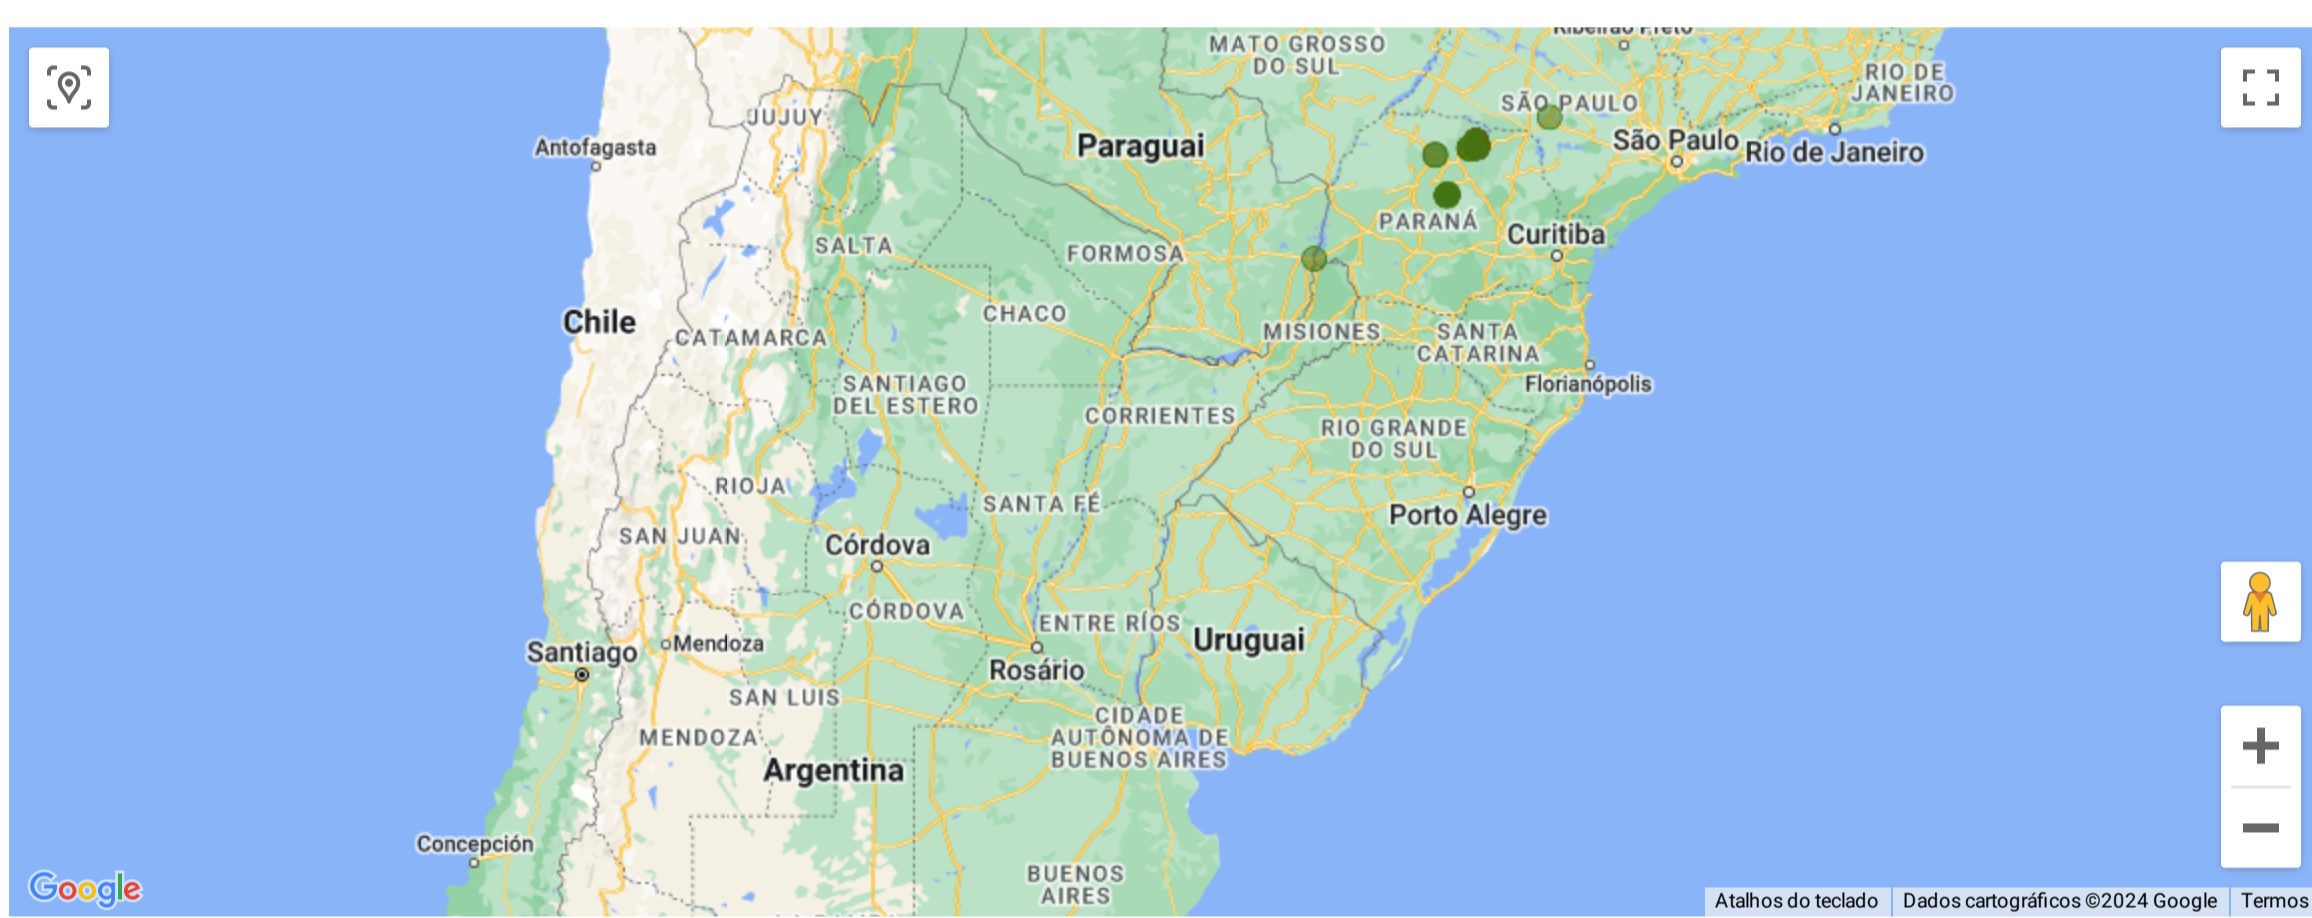 Ribeirão Preto
MATO GROSSO
DO SUL
RIO DE
JANEIRO
SÃO PAULO
JUJUY
Antofagasta
Paraguai
São Paulo
Rio de Janeiro
PARANÁ
Curitiba
SALTA
FORMOSA
CHACO
Chile
CATAMARCA
MISIONES
SANTA
CATARINA
SANTIAGO
DEL ESTERO
Florianópolis
CORRIENTES
RIO GRANDE
DO SUL
RIOJA
SANTA FÉ
Porto Alegre
SAN JUAN
Córdova
CÓRDOVA
ENTRE RÍOS
Uruguai
Mendoza
Santiago
Rosário
SAN LUIS
CIDADE
AUTÔNOMA DE
BUENOS AIRES
MENDOZA
Argentina
Concepción
BUENOS
AIRES
Google
Atalhos do teclado
Dados cartográficos ©2024 Google
Termos